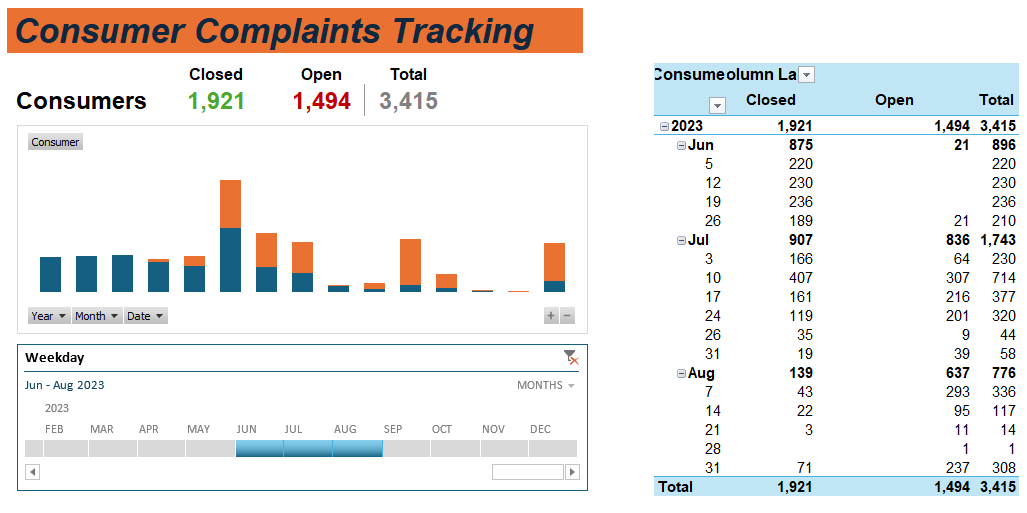 Consumer Complaints Tracking
Closed Open Total
Consumers 1,921 1,494 3,415
Consumer
Year Month Date + −
Weekday
Jun - Aug 2023 MONTHS
2023
FEB MAR APR MAY JUN JUL AUG SEP OCT NOV DEC
Consumeolumn La
Closed Open Total
2023 1,921 1,494 3,415
Jun 875 21 896
5 220 220
12 230 230
19 236 236
26 189 21 210
Jul 907 836 1,743
3 166 64 230
10 407 307 714
17 161 216 377
24 119 201 320
26 35 9 44
31 19 39 58
Aug 139 637 776
7 43 293 336
14 22 95 117
21 3 11 14
28 1 1
31 71 237 308
Total 1,921 1,494 3,415